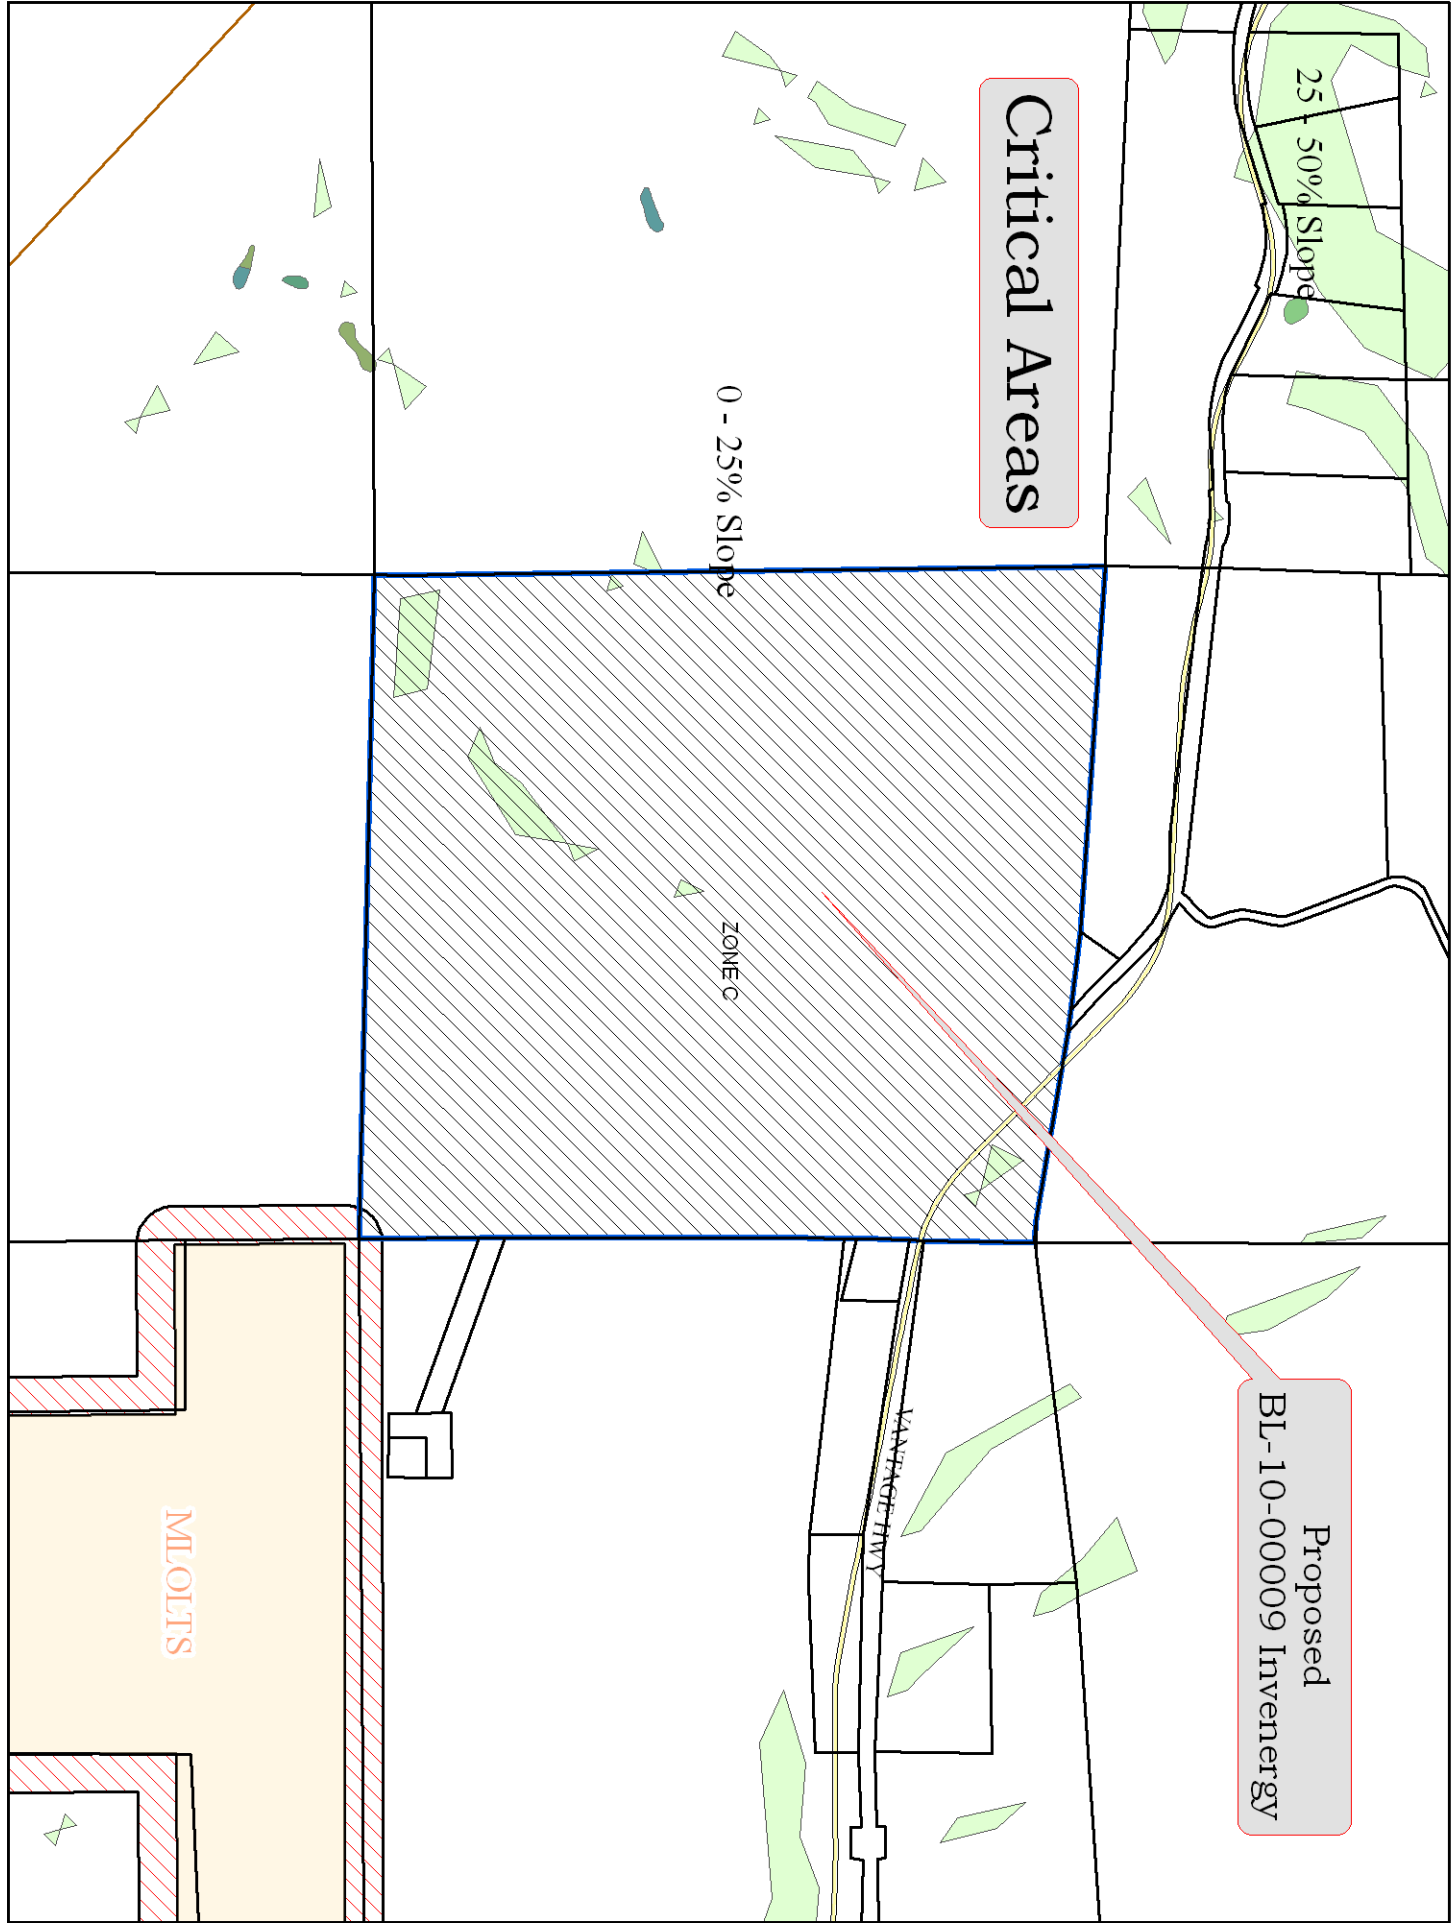 25 - 50% Slope
Critical Areas
0 - 25% Slope
ZONE C
Proposed
BL-10-00009 Invenergy
VANTAGE HWY
MLOLTS